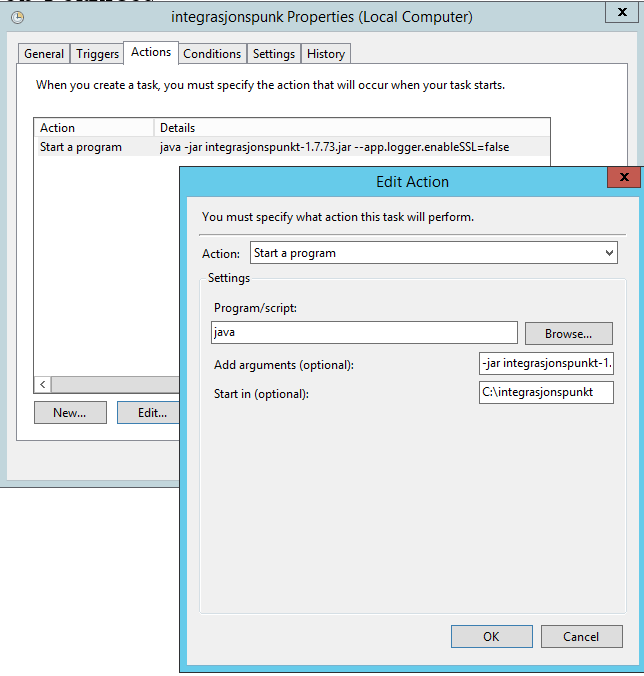 integrasjonspunk Properties (Local Computer)
x
General Triggers Actions Conditions Settings History
When you create a task, you must specify the action that will occur when your task starts.
Action Details
Start a program java -jar integrasjonspunkt-1.7.73.jar --app.logger.enableSSL=false
New... Edit...
Edit Action
x
You must specify what action this task will perform.
Action: Start a program
Settings
Program/script:
java Browse...
Add arguments (optional): -jar integrasjonspunkt-1.
Start in (optional): C:\integrasjonspunkt
OK Cancel